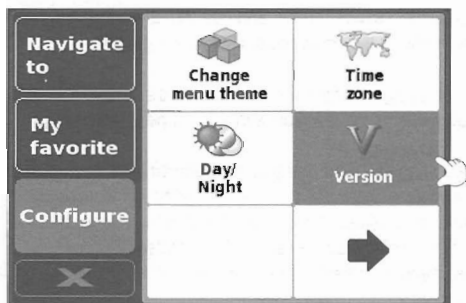 Navigate
to
My
favorite
Configure
Change
menu theme
Time
zone
Day/
Night
V
Version